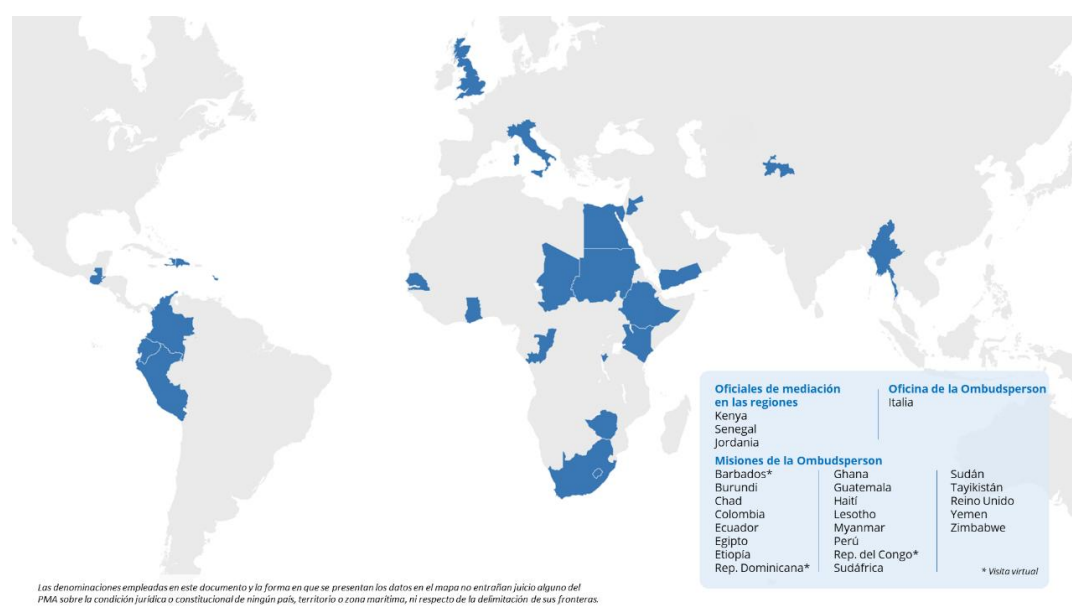 Oficiales de mediación
en las regiones
Kenya
Senegal
Jordania
Oficina de la Ombudsperson
Italia
Misiones de la Ombudsperson
Barbados*
Burundi
Chad
Colombia
Ecuador
Egipto
Etiopía
Rep. Dominicana*
Ghana
Guatemala
Haití
Lesotho
Myanmar
Perú
Rep. del Congo*
Sudáfrica
Sudán
Tayikistán
Reino Unido
Yemen
Zimbabwe
* Visita virtual
Las denominaciones empleadas en este documento y la forma en que se presentan los datos en el mapa no entrañan juicio alguno del
PMA sobre la condición jurídica o constitucional de ningún país, territorio o zona marítima, ni respecto de la delimitación de sus fronteras.